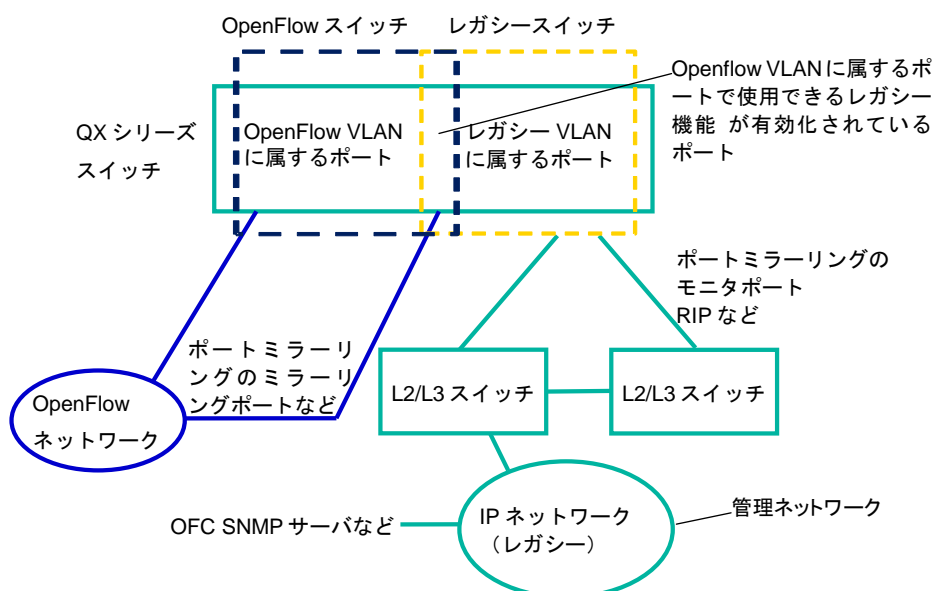 OpenFlow スイッチ
レガシースイッチ
Openflow VLANに属するポ
ートで使用できるレガシー
機能 が有効化されている
ポート
QX シリーズ
スイッチ
OpenFlow VLAN
に属するポート
レガシー VLAN
に属するポート
ポートミラーリングの
モニタポート
RIP など
ポートミラーリ
ングのミラーリ
ングポートなど
L2/L3 スイッチ
L2/L3 スイッチ
OpenFlow
ネットワーク
OFC SNMP サーバなど
IP ネットワーク
（レガシー）
管理ネットワーク